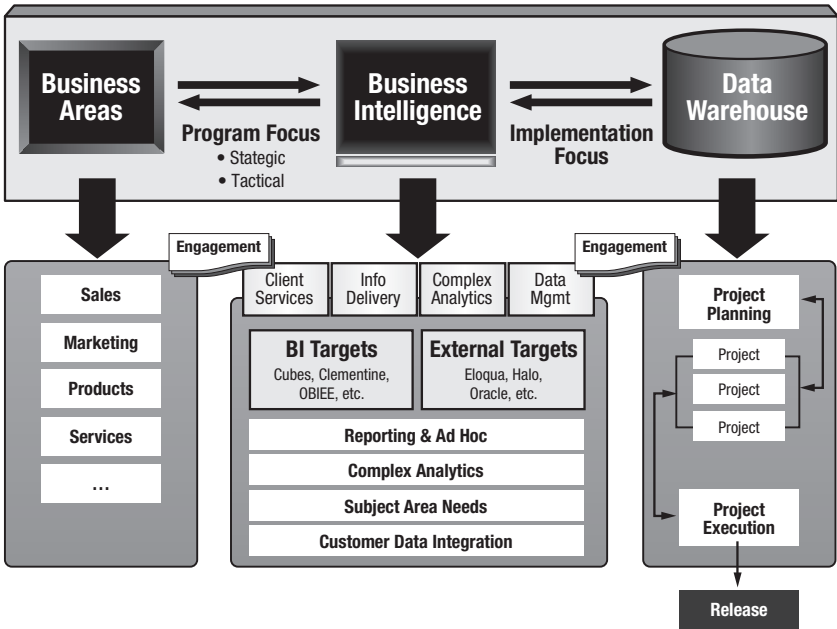 Business
Areas
Program Focus
• Stategic
• Tactical
Business
Intelligence
Implementation
Focus
Data
Warehouse
Engagement
Engagement
Sales
Marketing
Products
Services
...
Client
Services
Info
Delivery
Complex
Analytics
Data
Mgmt
BI Targets
Cubes, Clementine,
OBIEE, etc.
External Targets
Eloqua, Halo,
Oracle, etc.
Reporting & Ad Hoc
Complex Analytics
Subject Area Needs
Customer Data Integration
Project
Planning
Project
Project
Project
Project
Execution
Release